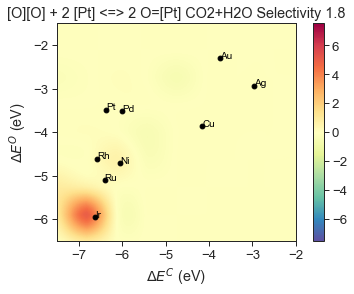 [O][O] + 2 [Pt] <=> 2 O=[Pt] CO2+H2O Selectivity 1.8
ΔE^O (eV)
−2
−3
−4
−5
−6
Au
Ag
Cu
Pt
Pd
Rh
Ni
Ru
Ir
−7
−6
−5
−4
−3
−2
ΔE^C (eV)
6
4
2
0
−2
−4
−6